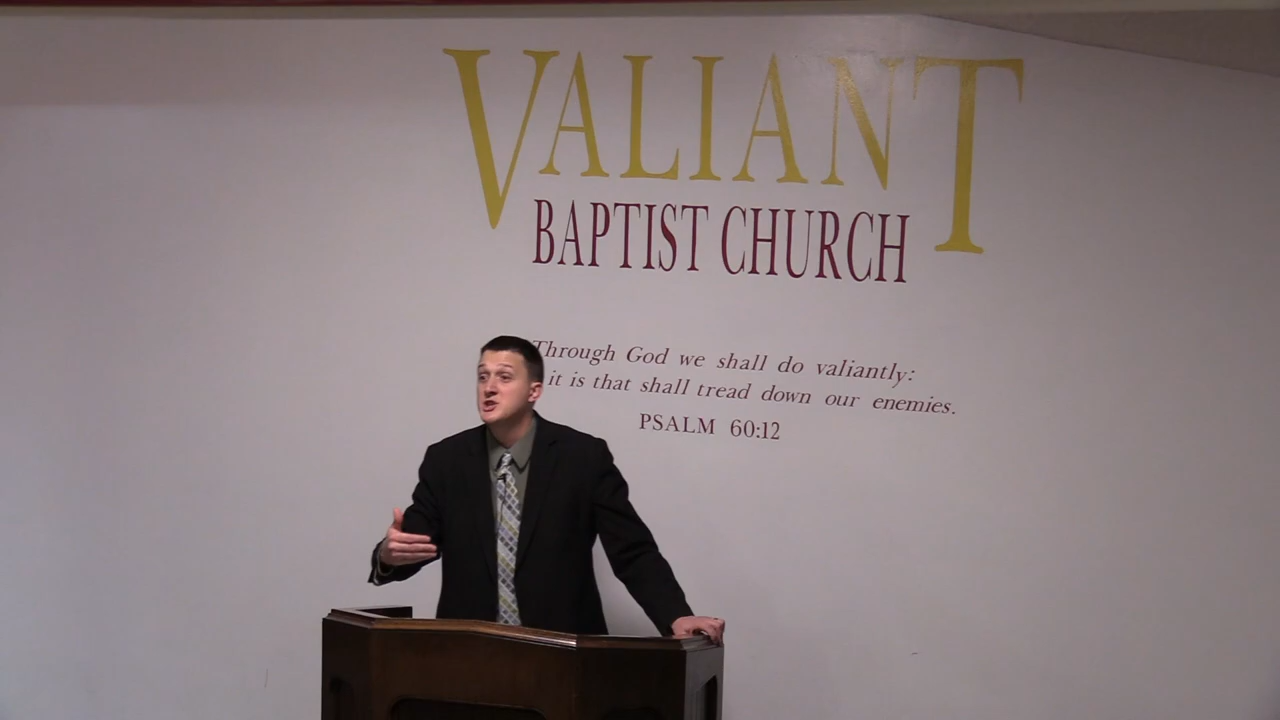 VALIANT
BAPTIST CHURCH
Through God we shall do valiantly:
it is that shall tread down our enemies.
PSALM 60:12